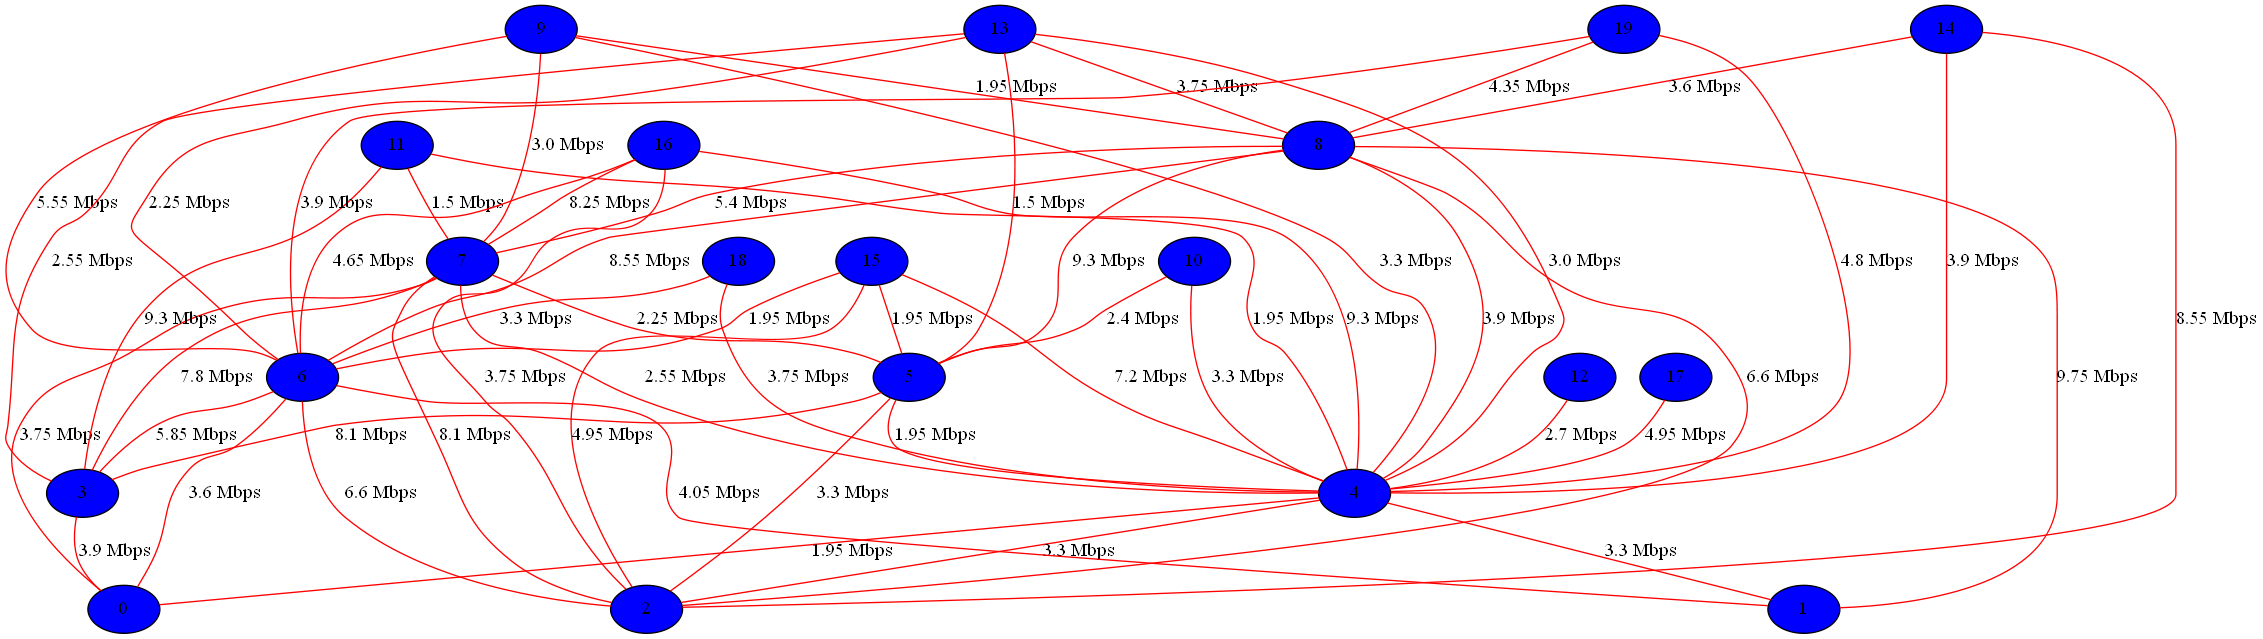 9
13
19
14
1.95 Mbps
3.75 Mbps
4.35 Mbps
3.6 Mbps
11
16
8
3.0 Mbps
5.55 Mbps
2.25 Mbps
3.9 Mbps
1.5 Mbps
8.25 Mbps
5.4 Mbps
1.5 Mbps
7
18
15
10
2.55 Mbps
4.65 Mbps
8.55 Mbps
9.3 Mbps
3.3 Mbps
3.0 Mbps
4.8 Mbps
3.9 Mbps
9.3 Mbps
3.3 Mbps
2.25 Mbps
1.95 Mbps
1.95 Mbps
2.4 Mbps
1.95 Mbps
9.3 Mbps
3.9 Mbps
8.55 Mbps
6
5
12
17
7.8 Mbps
3.75 Mbps
2.55 Mbps
3.75 Mbps
7.2 Mbps
3.3 Mbps
6.6 Mbps
9.75 Mbps
3.75 Mbps
5.85 Mbps
8.1 Mbps
8.1 Mbps
4.95 Mbps
1.95 Mbps
2.7 Mbps
4.95 Mbps
3
4
3.6 Mbps
6.6 Mbps
4.05 Mbps
3.3 Mbps
3.9 Mbps
1.95 Mbps
3.3 Mbps
3.3 Mbps
0
2
1